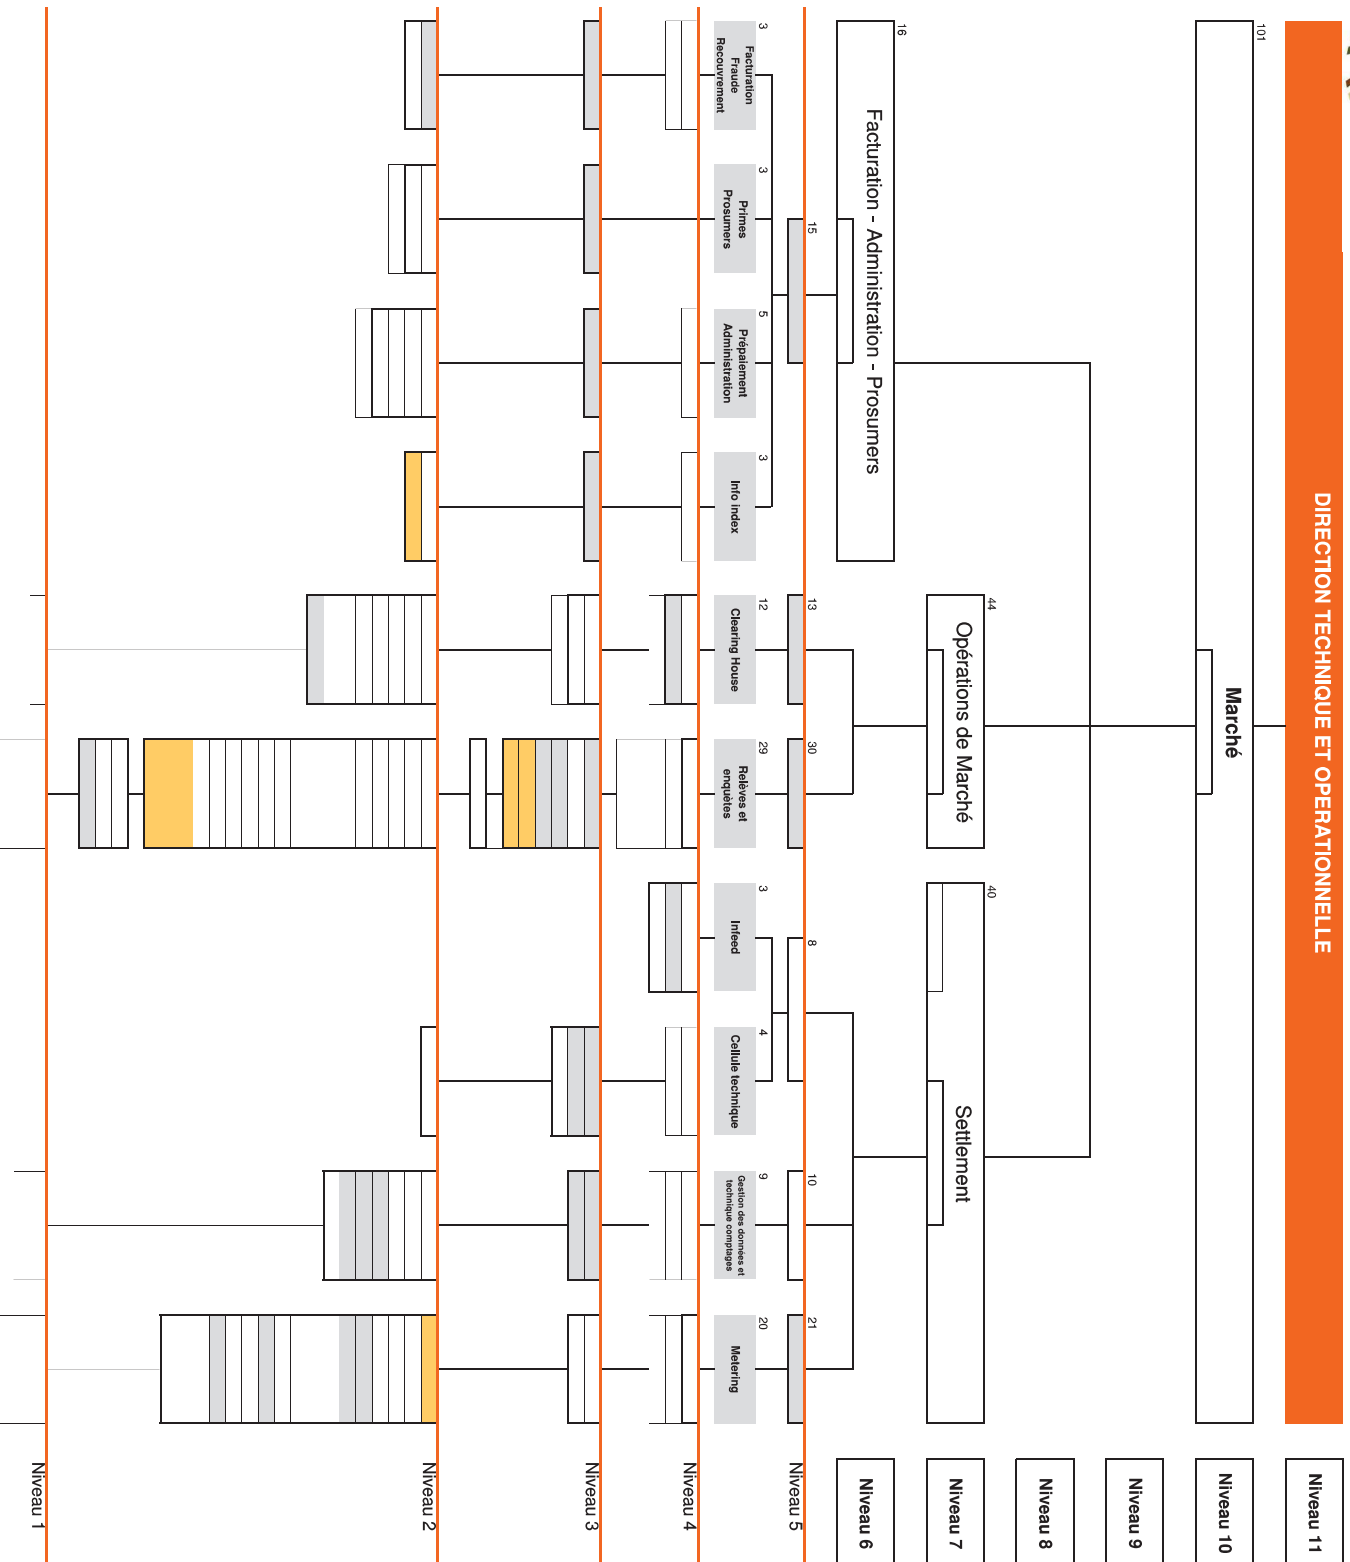 DIRECTION TECHNIQUE ET OPERATIONNELLE
Niveau 11
101
Marché
Niveau 10
Niveau 9
Niveau 8
44
Opérations de Marché
40
Settlement
Niveau 7
16
Facturation - Administration - Prosumers
Niveau 6
15
13
30
8
10
21
Niveau 5
3
Facturation
Fraude
Recouvrement
3
Primes
Prosumers
5
Prépaiement
Administration
3
Info index
12
Clearing House
29
Relèves et
enquêtes
3
Infeed
4
Cellule technique
9
Gestion des données et
technique comptages
20
Metering
Niveau 4
Niveau 3
Niveau 2
Niveau 1